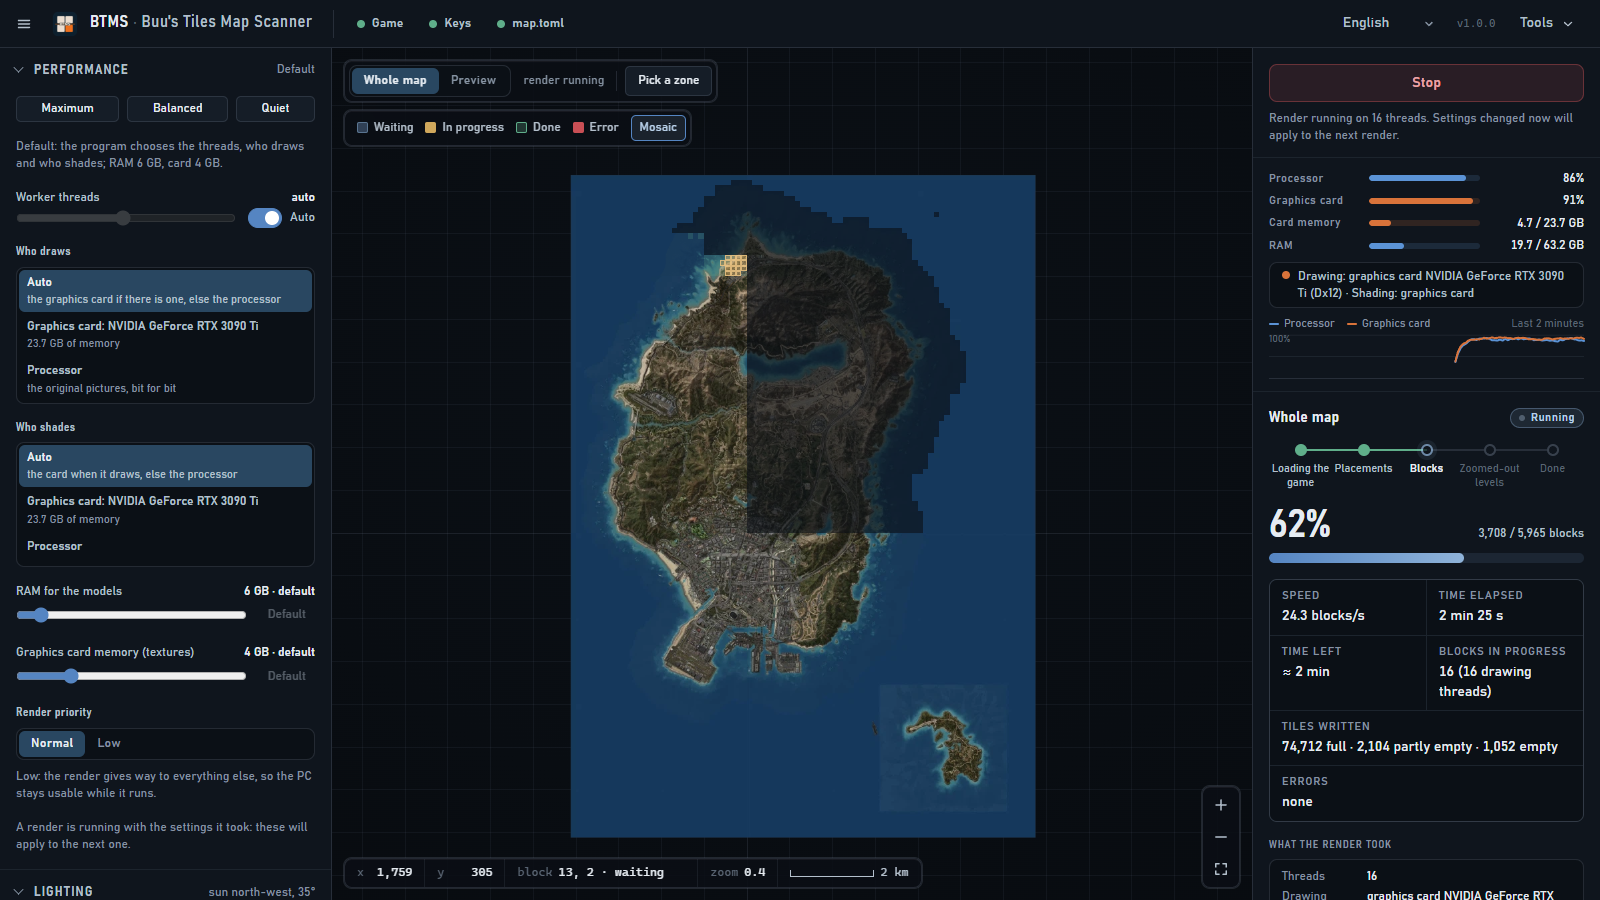 BTMS · Buu's Tiles Map Scanner
Game
Keys
map.toml
English
v1.0.0
Tools
PERFORMANCE
Default
Maximum
Balanced
Quiet
Default: the program chooses the threads, who draws
and who shades; RAM 6 GB, card 4 GB.
Worker threads
auto
Auto
Who draws
Auto
the graphics card if there is one, else the processor
Graphics card: NVIDIA GeForce RTX 3090 Ti
23.7 GB of memory
Processor
the original pictures, bit for bit
Who shades
Auto
the card when it draws, else the processor
Graphics card: NVIDIA GeForce RTX 3090 Ti
23.7 GB of memory
Processor
RAM for the models
6 GB · default
Default
Graphics card memory (textures)
4 GB · default
Default
Render priority
Normal
Low
Low: the render gives way to everything else, so the PC
stays usable while it runs.
A render is running with the settings it took: these will
apply to the next one.
LIGHTING
sun north-west, 35°
Whole map
Preview
render running
Pick a zone
Waiting
In progress
Done
Error
Mosaic
x 1,759
y 305
block 13, 2 · waiting
zoom 0.4
2 km
Stop
Render running on 16 threads. Settings changed now will
apply to the next render.
Processor
86%
Graphics card
91%
Card memory
4.7 / 23.7 GB
RAM
19.7 / 63.2 GB
Drawing: graphics card NVIDIA GeForce RTX 3090
Ti (Dx12) · Shading: graphics card
Processor
Graphics card
Last 2 minutes
100%
Whole map
Running
Loading the
game
Placements
Blocks
Zoomed-out
levels
Done
62%
3,708 / 5,965 blocks
SPEED
24.3 blocks/s
TIME ELAPSED
2 min 25 s
TIME LEFT
≈ 2 min
BLOCKS IN PROGRESS
16 (16 drawing
threads)
TILES WRITTEN
74,712 full · 2,104 partly empty · 1,052 empty
ERRORS
none
WHAT THE RENDER TOOK
Threads
16
Drawing
graphics card NVIDIA GeForce RTX